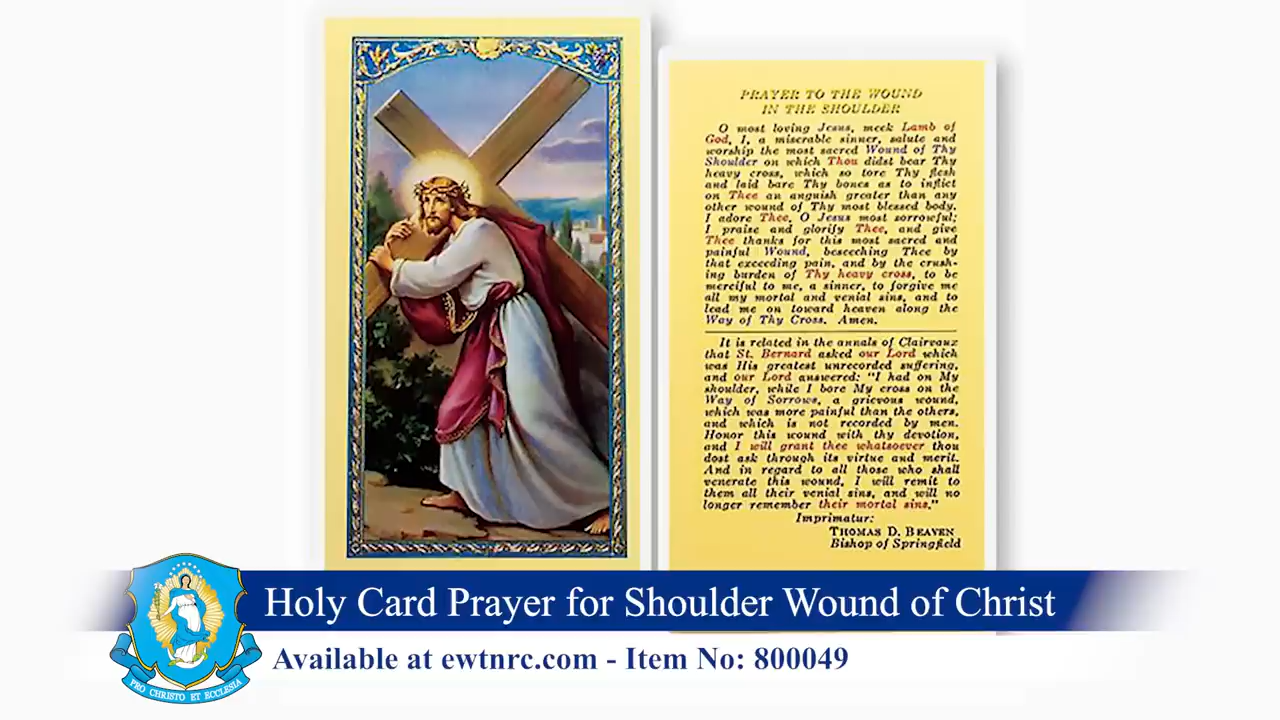 PRAYER TO THE WOUND
IN THE SHOULDER
O most loving Jesus, meek Lamb of
God, I, a miserable sinner, salute and
worship the most sacred Wound of Thy
Shoulder on which Thou didst bear Thy
heavy cross, which so tore Thy flesh
and laid bare Thy bones as to inflict
on Thee an anguish greater than any
other wound of Thy most blessed body.
I adore Thee, O Jesus most sorrowful;
I praise and glorify Thee, and give
Thee thanks for this most sacred and
painful Wound, beseeching Thee by
that exceeding pain, and by the crush-
ing burden of Thy heavy cross, to be
merciful to me, a sinner, to forgive me
all my mortal and venial sins, and to
lead me on toward heaven along the
Way of Thy Cross. Amen.
It is related in the annals of Clairvaux
that St. Bernard asked our Lord which
was His greatest unrecorded suffering,
and our Lord answered: "I had on My
shoulder, while I bore My cross on the
Way of Sorrows, a grievous wound,
which was more painful than the others,
and which is not recorded by men.
Honor this wound with thy devotion,
and I will grant thee whatsoever thou
dost ask through its virtue and merit.
And in regard to all those who shall
venerate this wound, I will remit to
them all their venial sins, and will no
longer remember their mortal sins."
Imprimatur:
THOMAS D. BEAVEN
Bishop of Springfield
Holy Card Prayer for Shoulder Wound of Christ
Available at ewtnrc.com - Item No: 800049
PRO CHRISTO ET ECCLESIA